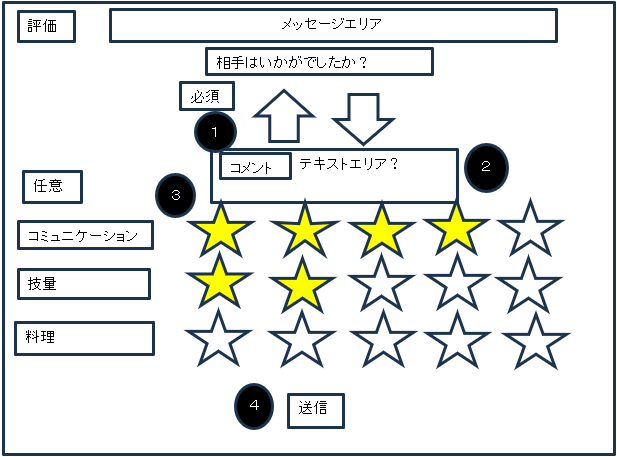 評価
メッセージエリア
相手はいかがでしたか？
必須
1
コメント
テキストエリア？
2
任意
3
コミュニケーション
技量
料理
4
送信